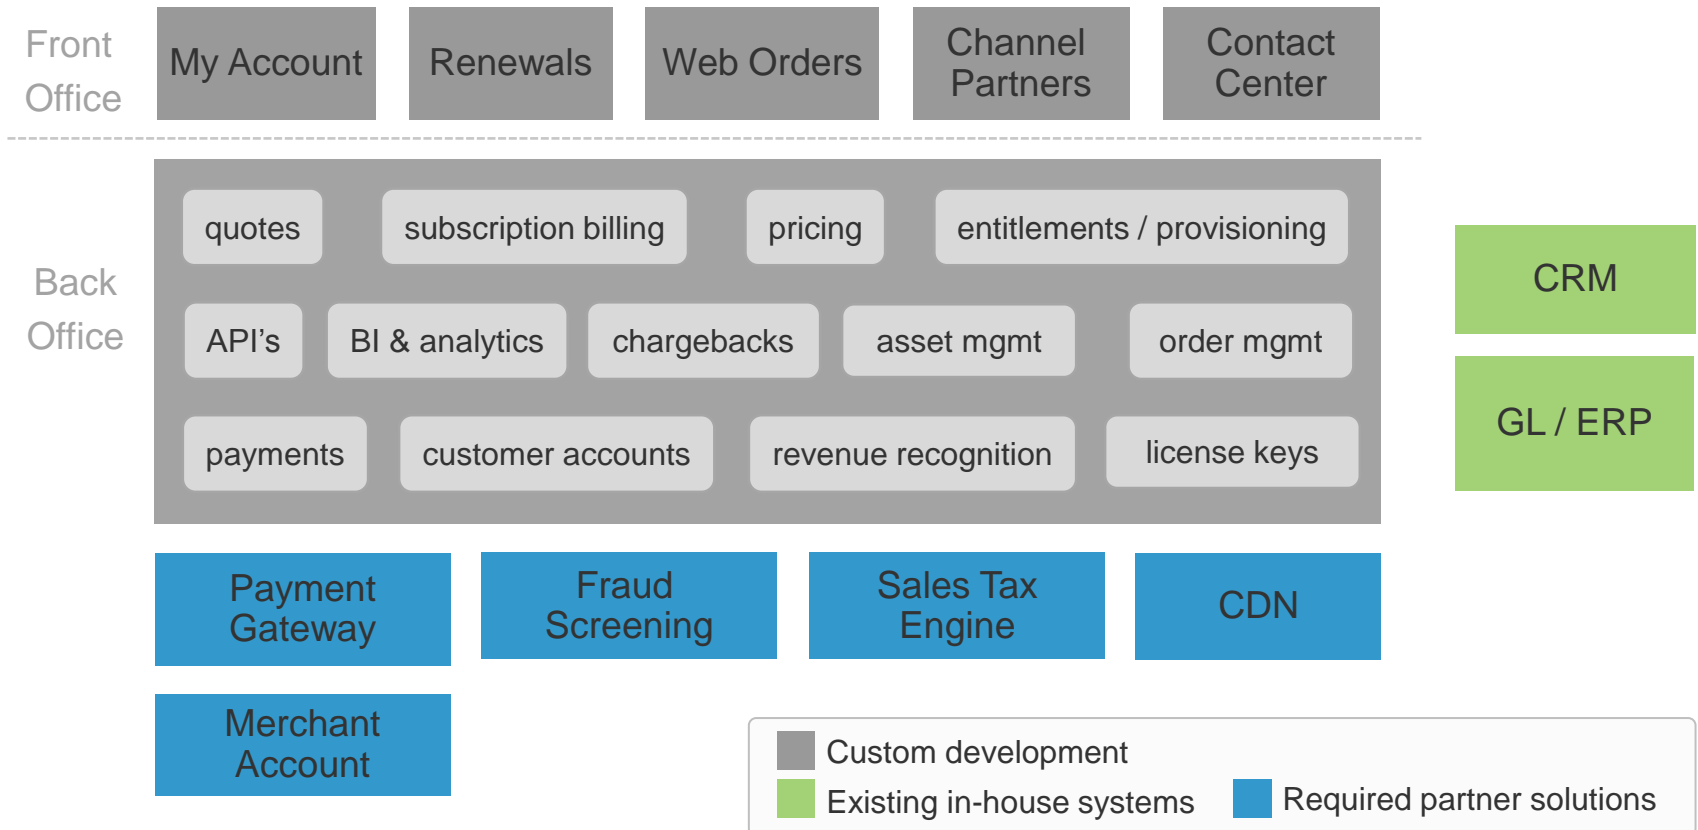 Front
Office
My Account
Renewals
Web Orders
Channel
Partners
Contact
Center
Back
Office
quotes
subscription billing
pricing
entitlements / provisioning
API's
BI & analytics
chargebacks
asset mgmt
order mgmt
payments
customer accounts
revenue recognition
license keys
CRM
GL / ERP
Payment
Gateway
Fraud
Screening
Sales Tax
Engine
CDN
Merchant
Account
Custom development
Existing in-house systems
Required partner solutions